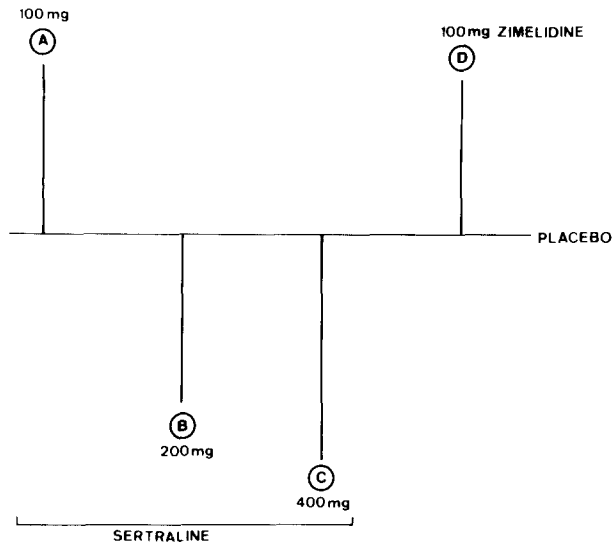 100mg
A
100mg ZIMELIDINE
D
PLACEBO
B
200mg
C
400mg
SERTRALINE